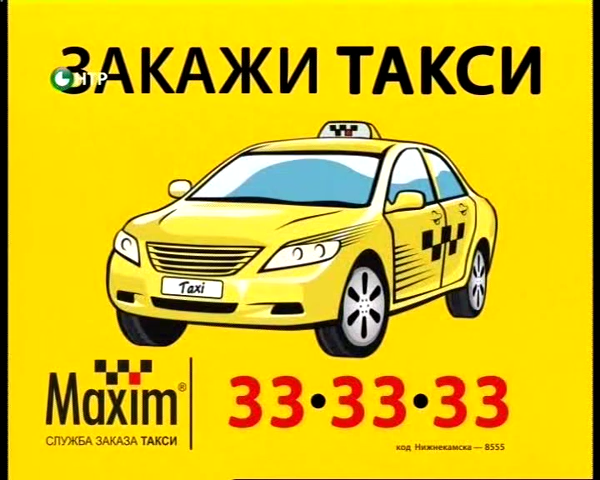 ЗАКАЖИ ТАКСИ
НТР
Taxi
Maxim®
СЛУЖБА ЗАКАЗА ТАКСИ
33•33•33
код Нижнекамска — 8555